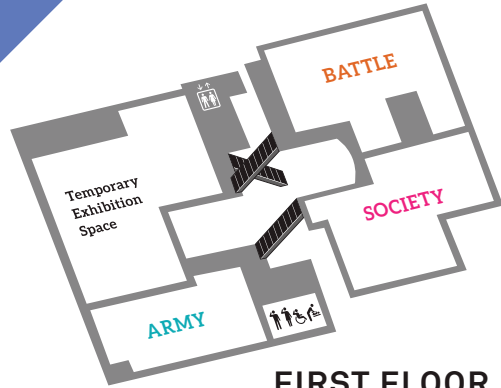 BATTLE
Temporary
Exhibition
Space
SOCIETY
ARMY
FIRST FLOOR